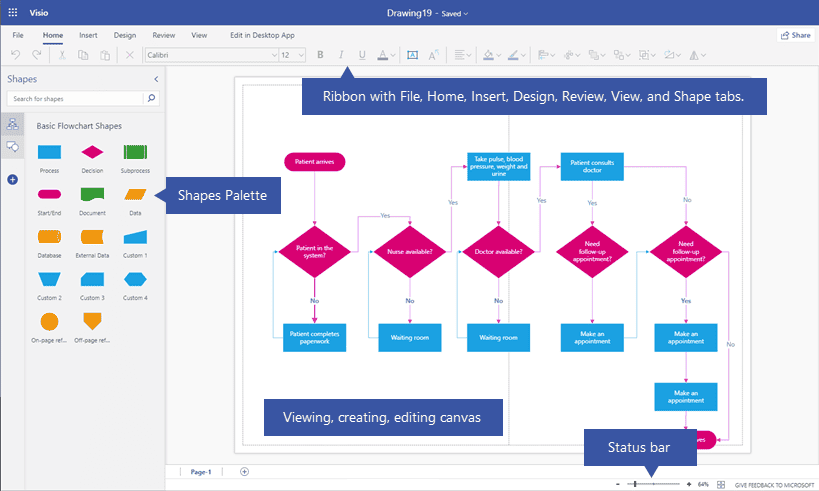 Visio
Drawing19 - Saved
File Home Insert Design Review View Edit in Desktop App
Share
Calibri 12 B I U A A A
Shapes
Search for shapes
Ribbon with File, Home, Insert, Design, Review, View, and Shape tabs.
Basic Flowchart Shapes
Process Decision Subprocess
Start/End Document Data
Database External Data Custom 1
Custom 2 Custom 3 Custom 4
On-page ref... Off-page ref...
Shapes Palette
Patient arrives
Take pulse, blood
pressure, weight and
urine
Patient consults
doctor
Yes
Yes
Yes
Yes
No
Patient in the
system?
Nurse available?
Doctor available?
Need
follow-up
appointment?
Need
follow-up
appointment?
No
No
No
Yes
No
Patient completes
paperwork
Waiting room
Waiting room
Make an
appointment
Make an
appointment
Make an
appointment
Viewing, creating, editing canvas
Status bar
Page-1
64%
GIVE FEEDBACK TO MICROSOFT